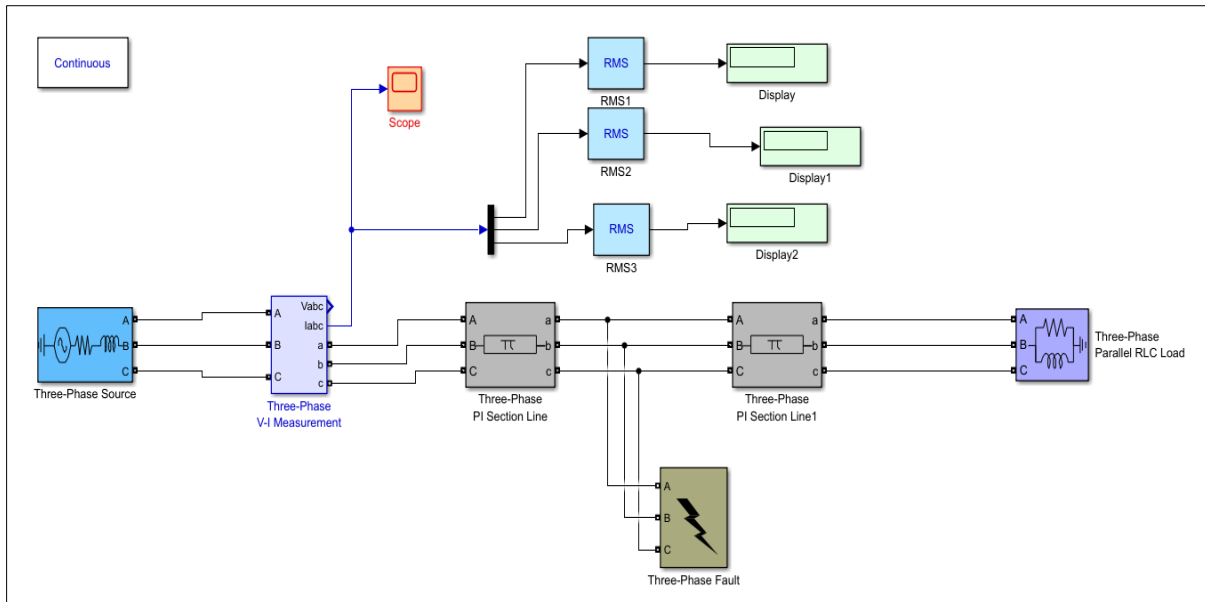 Continuous
Scope
RMS
RMS1
Display
RMS
RMS2
Display1
RMS
RMS3
Display2
A
B
C
Three-Phase Source
Vabc
A
Iabc
B
a
b
C
c
Three-Phase
V-I Measurement
A
a
B
b
C
c
Three-Phase
PI Section Line
A
a
B
b
C
c
Three-Phase
PI Section Line1
A
B
C
Three-Phase
Parallel RLC Load
A
B
C
Three-Phase Fault